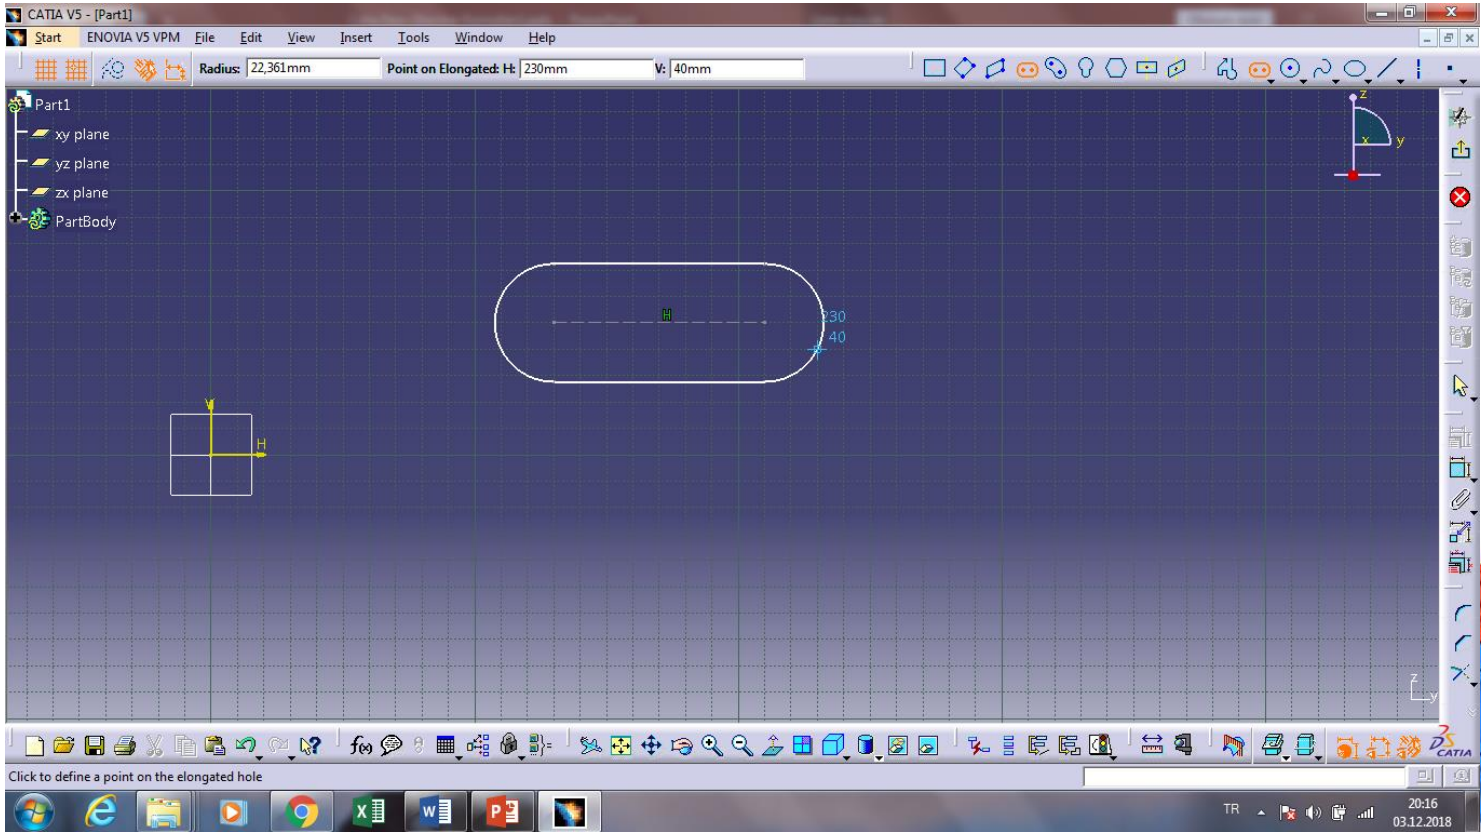 CATIA V5 - [Part1]
Start ENOVIA V5 VPM File Edit View Insert Tools Window Help
Radius: 22,361mm Point on Elongated: H: 230mm V: 40mm
Part1
xy plane
yz plane
zx plane
PartBody
z
x y
H
230
40
V
H
z
y
f(x)
CATIA
Click to define a point on the elongated hole
TR 20:16
03.12.2018